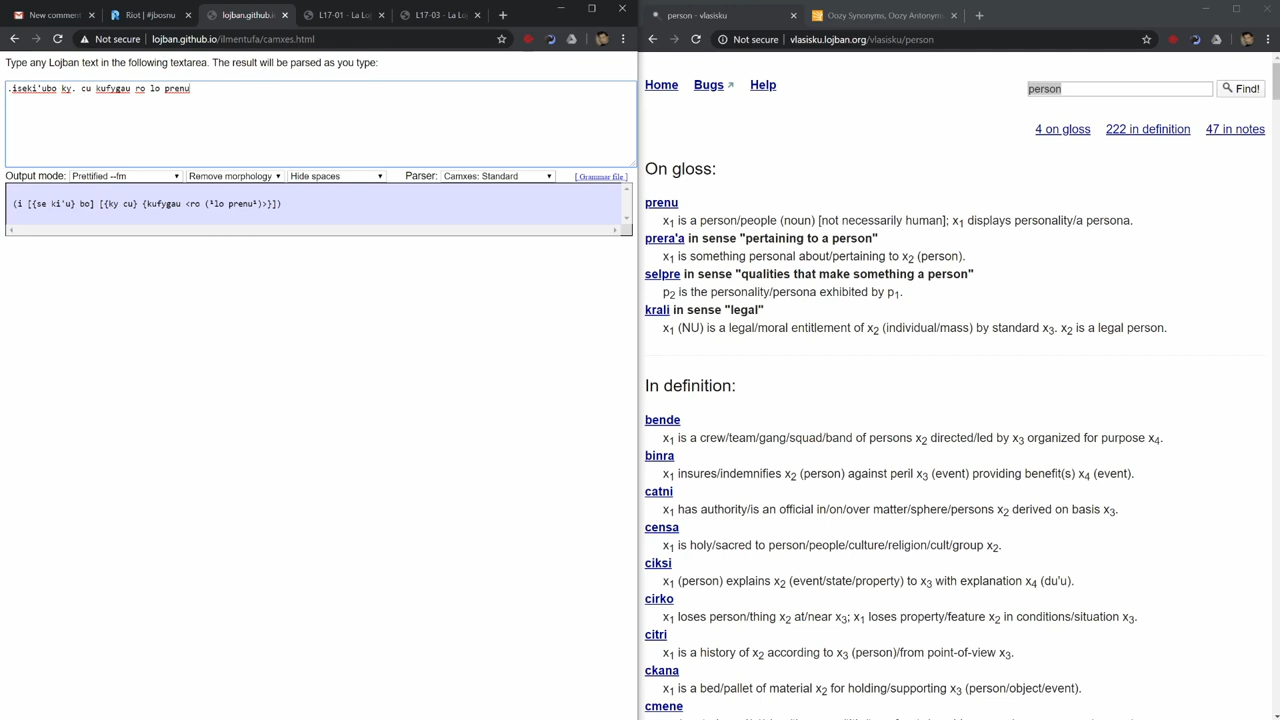 New comment
Riot | #jbosnu
lojban.github.i
L17-01 - La Lo
L17-03 - La Loj
Not secure | lojban.github.io/ilmentufa/camxes.html
Type any Lojban text in the following textarea. The result will be parsed as you type:
.iseki'ubo ky. cu kufygau ro lo prenu
Output mode: Prettified --fm Remove morphology Hide spaces Parser: Camxes: Standard [ Grammar file ]
(i [{se ki'u} bo] [{ky cu} {kufygau <ro (¹lo prenu¹)>}])
person - vlasisku
Oozy Synonyms, Oozy Antonyms
Not secure | vlasisku.lojban.org/vlasisku/person
Home Bugs Help
person Find!
4 on gloss 222 in definition 47 in notes
On gloss:
prenu
x1 is a person/people (noun) [not necessarily human]; x1 displays personality/a persona.
prera'a in sense "pertaining to a person"
x1 is something personal about/pertaining to x2 (person).
selpre in sense "qualities that make something a person"
p2 is the personality/persona exhibited by p1.
krali in sense "legal"
x1 (NU) is a legal/moral entitlement of x2 (individual/mass) by standard x3. x2 is a legal person.
In definition:
bende
x1 is a crew/team/gang/squad/band of persons x2 directed/led by x3 organized for purpose x4.
binra
x1 insures/indemnifies x2 (person) against peril x3 (event) providing benefit(s) x4 (event).
catni
x1 has authority/is an official in/on/over matter/sphere/persons x2 derived on basis x3.
censa
x1 is holy/sacred to person/people/culture/religion/cult/group x2.
ciksi
x1 (person) explains x2 (event/state/property) to x3 with explanation x4 (du'u).
cirko
x1 loses person/thing x2 at/near x3; x1 loses property/feature x2 in conditions/situation x3.
citri
x1 is a history of x2 according to x3 (person)/from point-of-view x3.
ckana
x1 is a bed/pallet of material x2 for holding/supporting x3 (person/object/event).
cmene